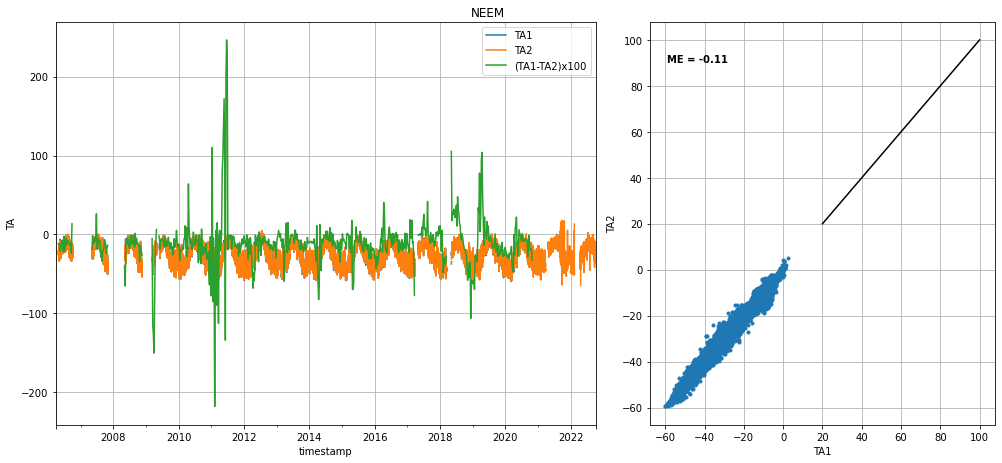 NEEM
TA1
TA2
(TA1-TA2)x100
TA
200
100
0
−100
−200
2008 2010 2012 2014 2016 2018 2020 2022
timestamp
ME = -0.11
TA2
100
80
60
40
20
0
−20
−40
−60
−60 −40 −20 0 20 40 60 80 100
TA1